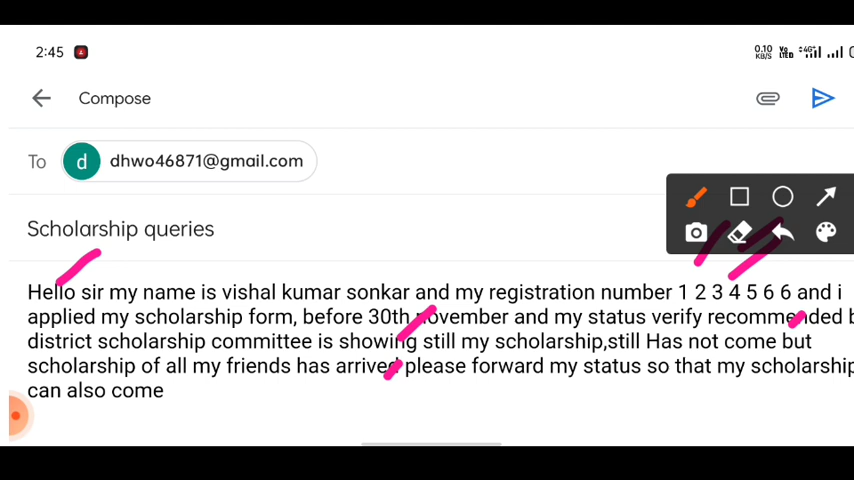 2:45
0.10 KB/S Vo LTE 4G+
Compose
To d dhwo46871@gmail.com
Scholarship queries
Hello sir my name is vishal kumar sonkar and my registration number 1 2 3 4 5 6 6 and i
applied my scholarship form, before 30th november and my status verify recommended b
district scholarship committee is showing still my scholarship,still Has not come but
scholarship of all my friends has arrived please forward my status so that my scholarship
can also come